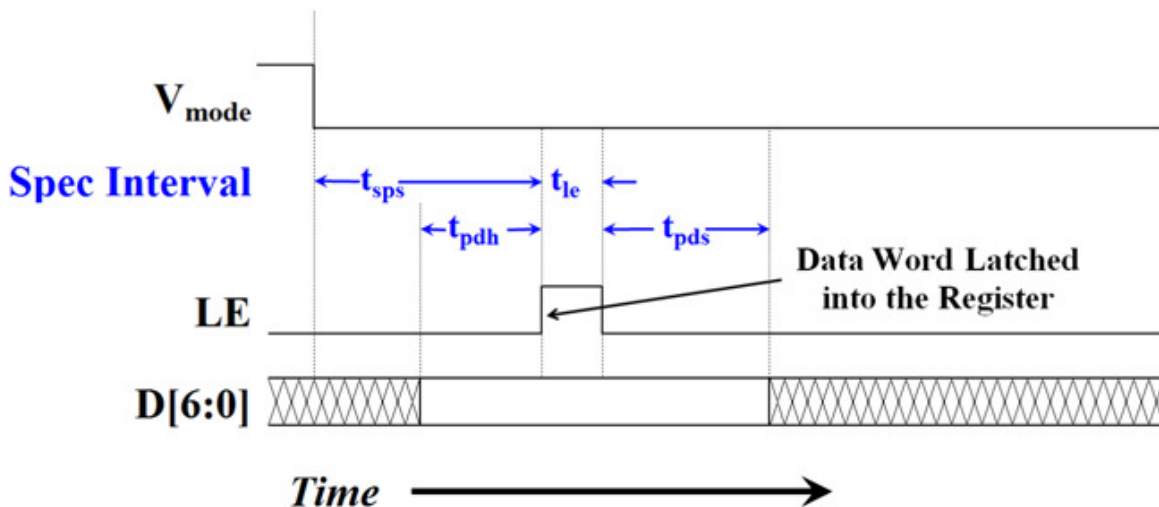 Vmode
Spec Interval
tsps
tle
tpdh
tpds
Data Word Latched
into the Register
LE
D[6:0]
Time